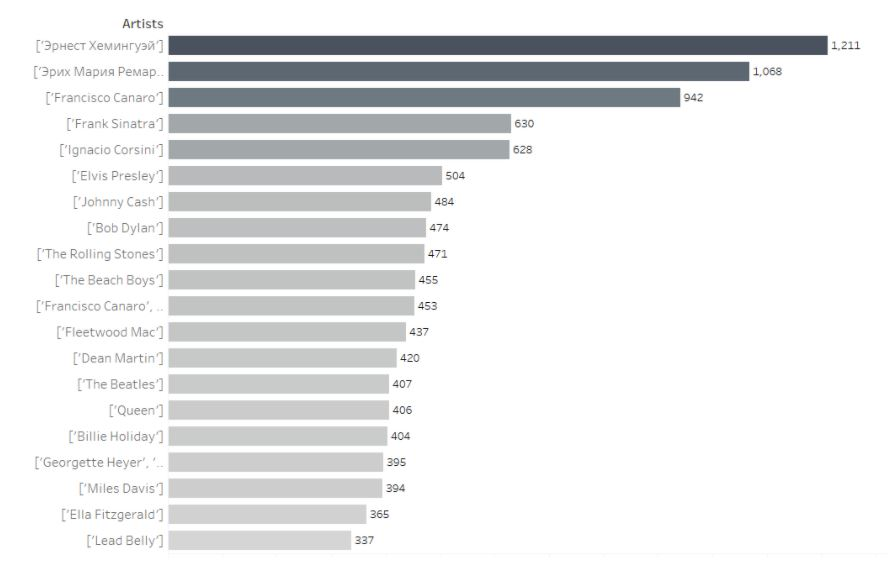 Artists
['Эрнест Хемингуэй'] 1,211
['Эрих Мария Ремар.. 1,068
['Francisco Canaro'] 942
['Frank Sinatra'] 630
['Ignacio Corsini'] 628
['Elvis Presley'] 504
['Johnny Cash'] 484
['Bob Dylan'] 474
['The Rolling Stones'] 471
['The Beach Boys'] 455
['Francisco Canaro', .. 453
['Fleetwood Mac'] 437
['Dean Martin'] 420
['The Beatles'] 407
['Queen'] 406
['Billie Holiday'] 404
['Georgette Heyer', '.. 395
['Miles Davis'] 394
['Ella Fitzgerald'] 365
['Lead Belly'] 337